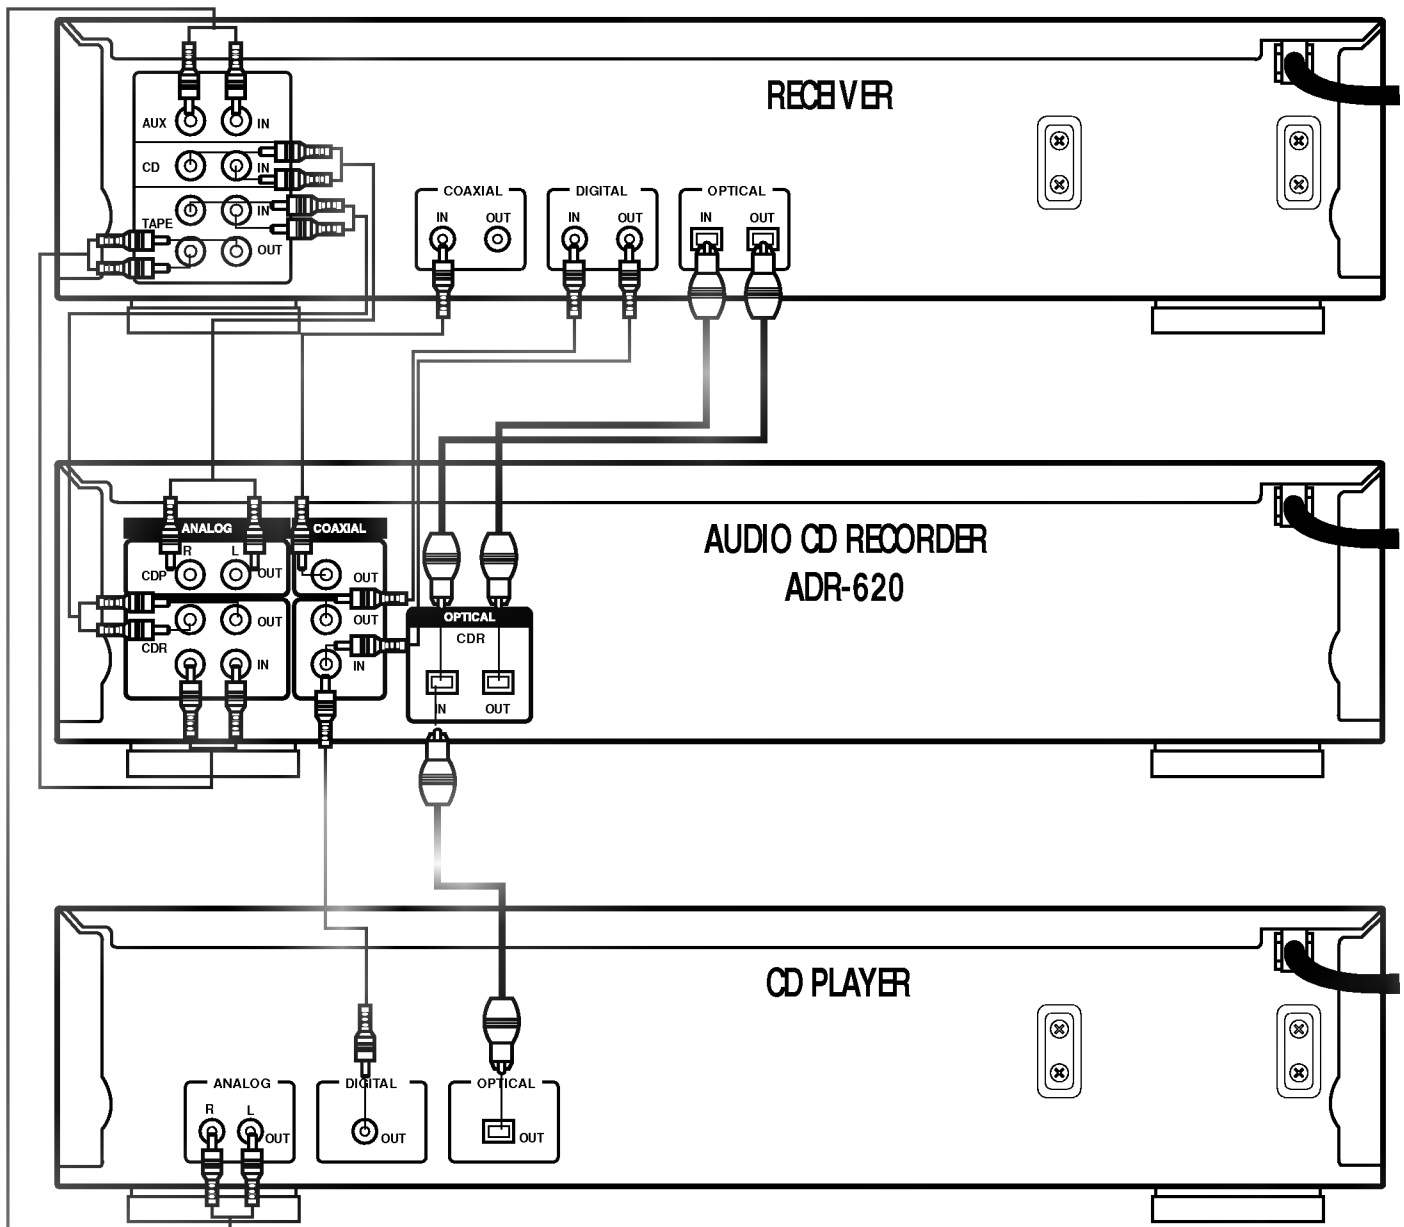 RECEIVER
AUX IN
CD IN
TAPE IN
OUT
COAXIAL
IN OUT
DIGITAL
IN OUT
OPTICAL
IN OUT
AUDIO CD RECORDER
ADR-620
ANALOG COAXIAL
R L
CDP OUT OUT
OUT OUT
CDR
IN IN
OPTICAL
CDR
IN OUT
CD PLAYER
ANALOG
R L
OUT
DIGITAL
OUT
OPTICAL
OUT